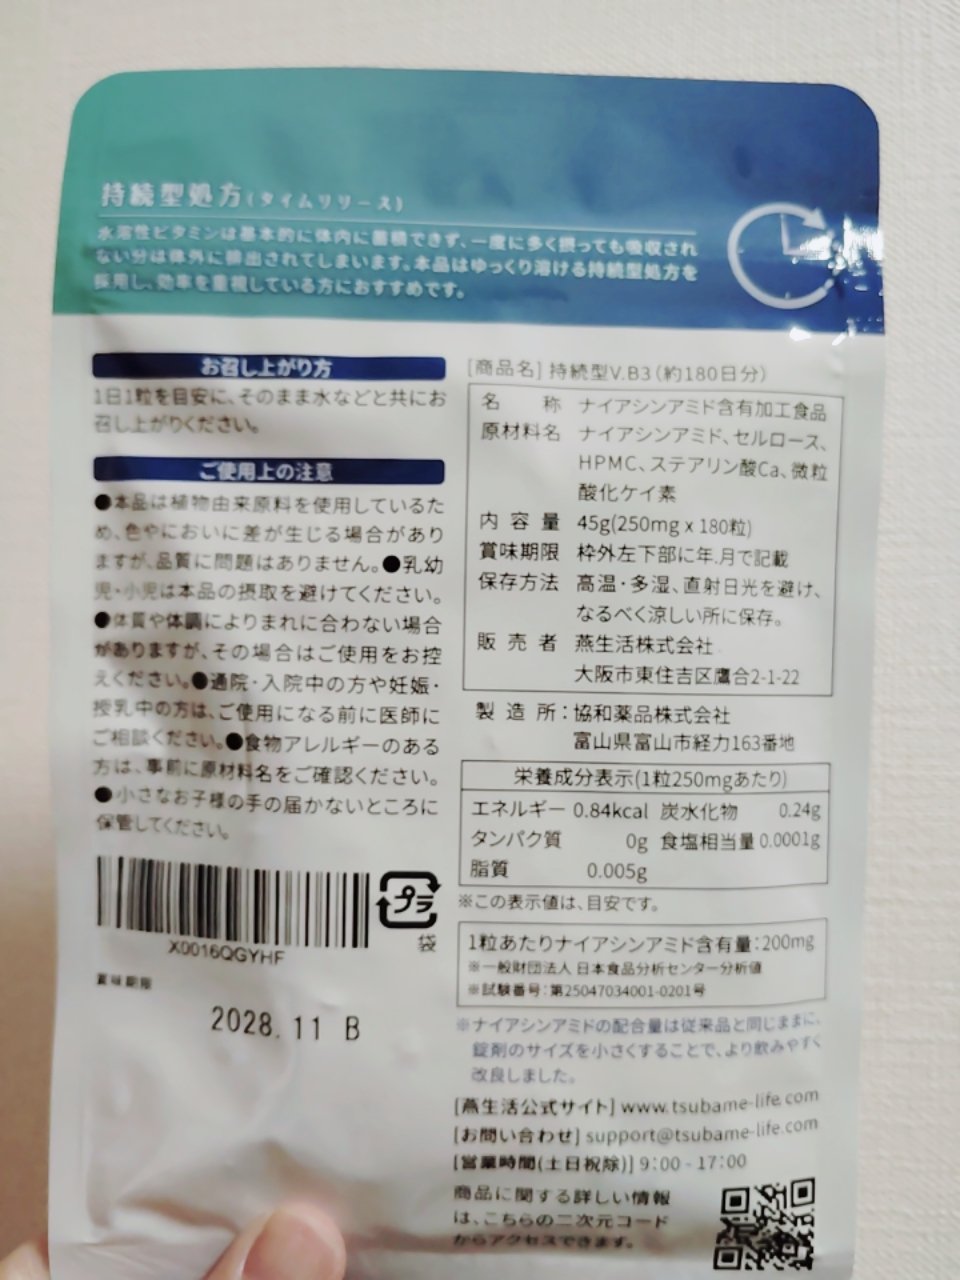 持続型処方(タイムリリース)
水溶性ビタミンは基本的に体内に蓄積できず、一度に多く摂っても吸収され
ない分は体外に排出されてしまいます。本品はゆっくり溶ける持続型処方を
採用し、効率を重視している方におすすめです。
お召し上がり方
1日1粒を目安に、そのまま水などと共にお
召し上がりください。
ご使用上の注意
●本品は植物由来原料を使用しているた
め、色やにおいに差が生じる場合があり
ますが、品質に問題はありません。●乳幼
児・小児は本品の摂取を避けてください。
●体質や体調によりまれに合わない場合
がありますが、その場合はご使用をお控
えください。●通院・入院中の方や妊娠・
授乳中の方は、ご使用になる前に医師に
ご相談ください。●食物アレルギーのある
方は、事前に原材料名をご確認ください。
●小さなお子様の手の届かないところに
保管してください。
X0016QGYHF
プラ
袋
賞味期限
2028.11 B
[商品名] 持続型V.B3(約180日分)
名 称 ナイアシンアミド含有加工食品
原材料名 ナイアシンアミド、セルロース、
HPMC、ステアリン酸Ca、微粒
酸化ケイ素
内容量 45g(250mg x 180粒)
賞味期限 枠外左下部に年.月で記載
保存方法 高温・多湿、直射日光を避け、
なるべく涼しい所に保存。
販売者 燕生活株式会社
大阪市東住吉区鷹合2-1-22
製造所:協和薬品株式会社
富山県富山市経力163番地
栄養成分表示(1粒250mgあたり)
エネルギー 0.84kcal 炭水化物 0.24g
タンパク質 0g 食塩相当量 0.0001g
脂質 0.005g
※この表示値は、目安です。
1粒あたりナイアシンアミド含有量:200mg
※一般財団法人 日本食品分析センター分析値
※試験番号:第25047034001-0201号
※ナイアシンアミドの配合量は従来品と同じままに、
錠剤のサイズを小さくすることで、より飲みやすく
改良しました。
[燕生活公式サイト] www.tsubame-life.com
[お問い合わせ] support@tsubame-life.com
[営業時間(土日祝除)] 9:00 - 17:00
商品に関する詳しい情報
は、こちらの二次元コード
からアクセスできます。